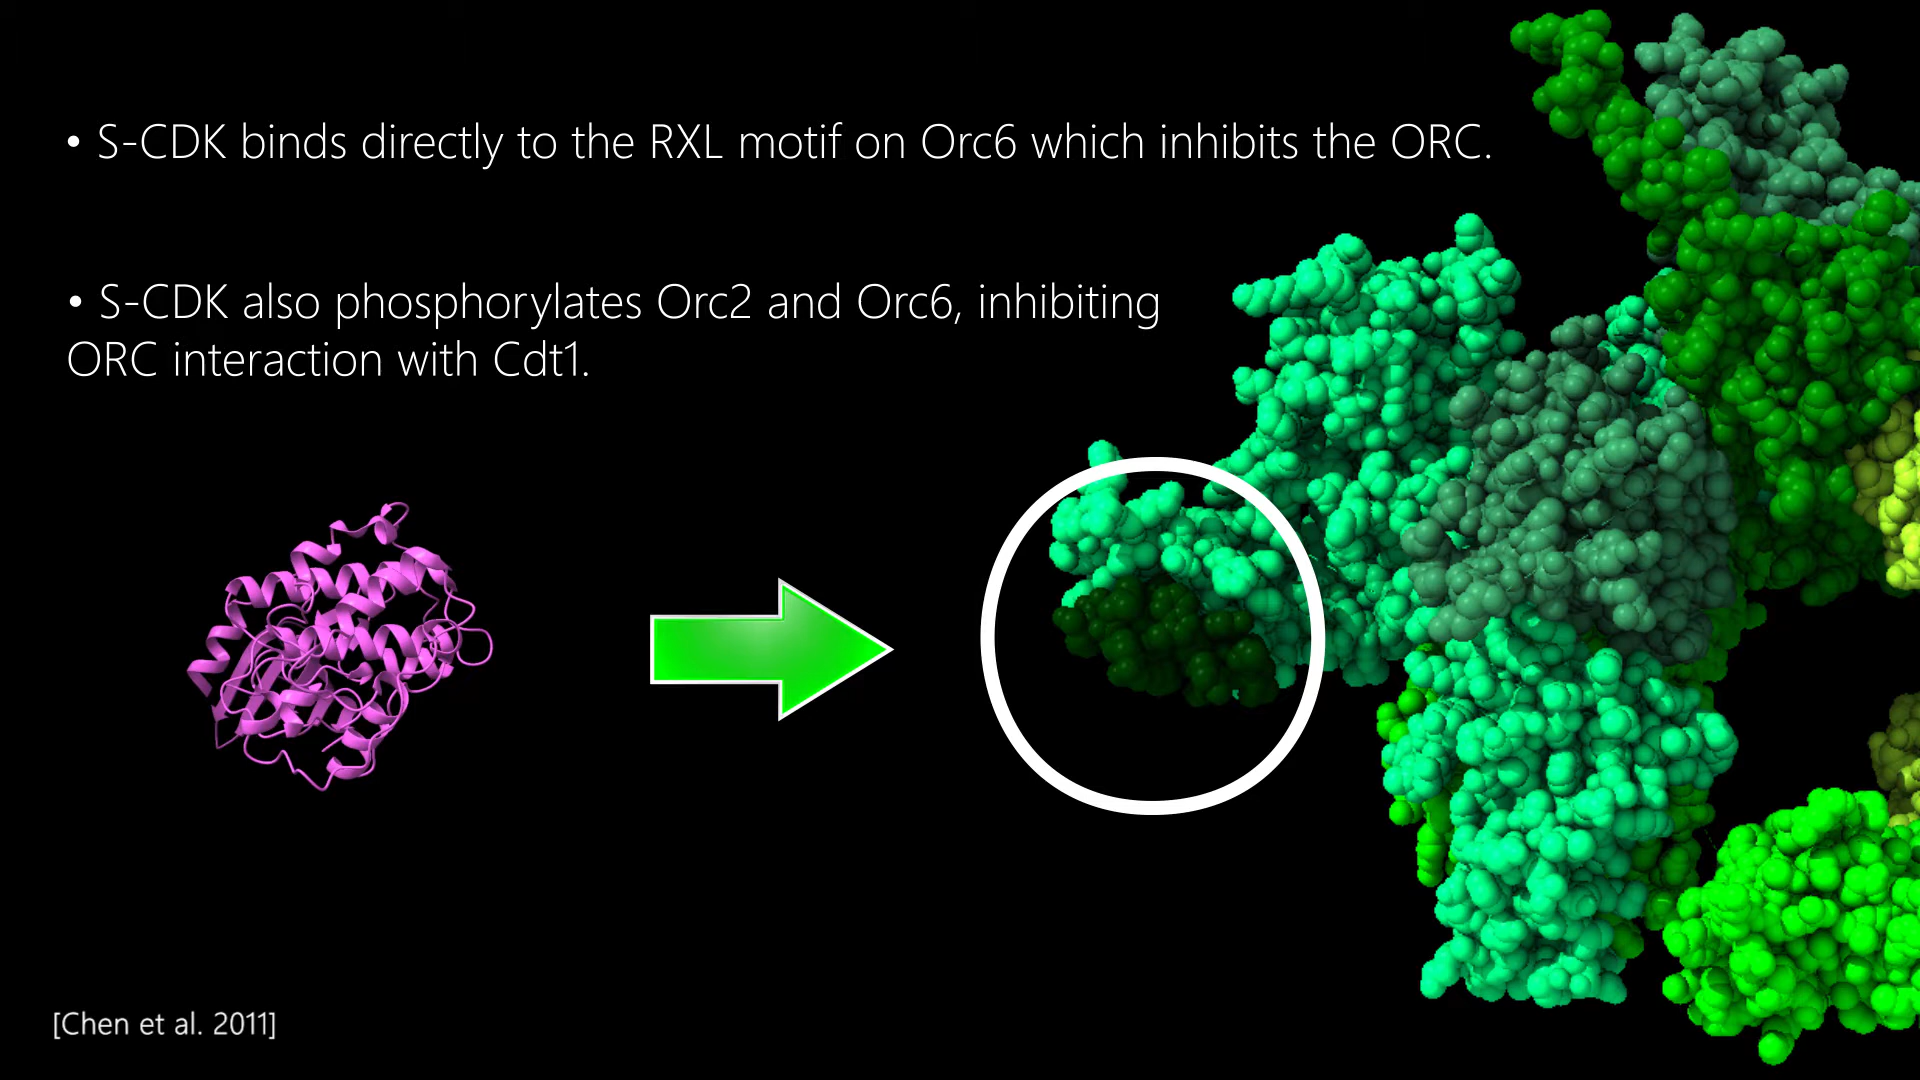 • S-CDK binds directly to the RXL motif on Orc6 which inhibits the ORC.
• S-CDK also phosphorylates Orc2 and Orc6, inhibiting
ORC interaction with Cdt1.
[Chen et al. 2011]